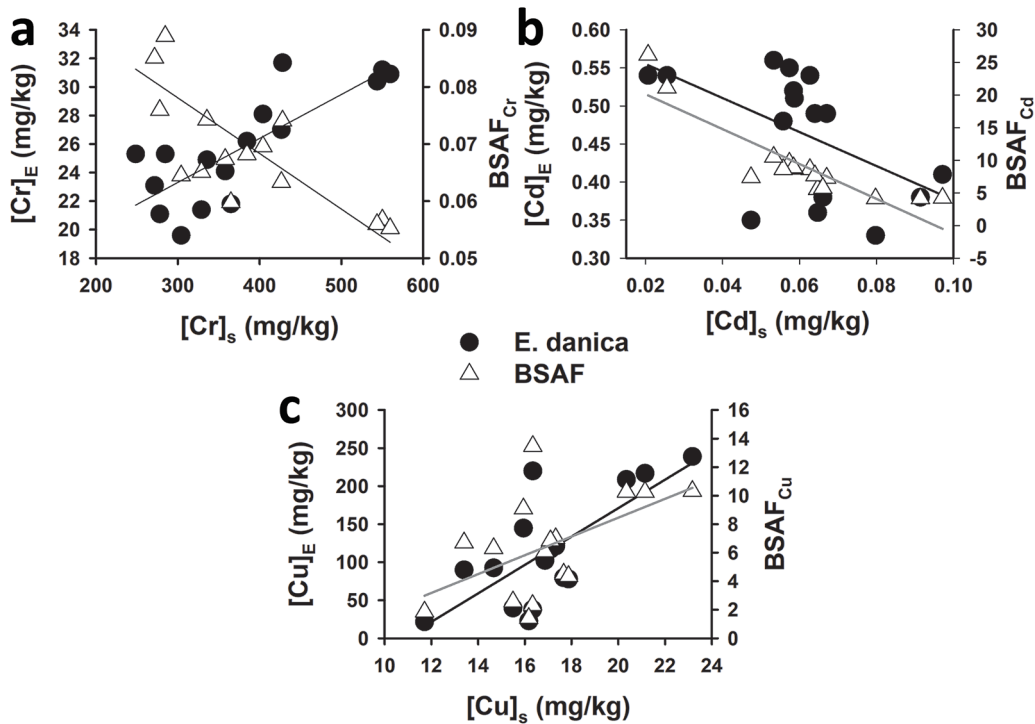 a
34
32
30
28
26
24
22
20
18
[Cr]E (mg/kg)
0.09
0.08
0.07
0.06
0.05
BSAFCr
200 300 400 500 600
[Cr]s (mg/kg)
b
0.60
0.55
0.50
0.45
0.40
0.35
0.30
[Cd]E (mg/kg)
30
25
20
15
10
5
0
-5
BSAFCd
0.02 0.04 0.06 0.08 0.10
[Cd]s (mg/kg)
E. danica
BSAF
c
300
250
200
150
100
50
0
[Cu]E (mg/kg)
16
14
12
10
8
6
4
2
0
BSAFCu
10 12 14 16 18 20 22 24
[Cu]s (mg/kg)